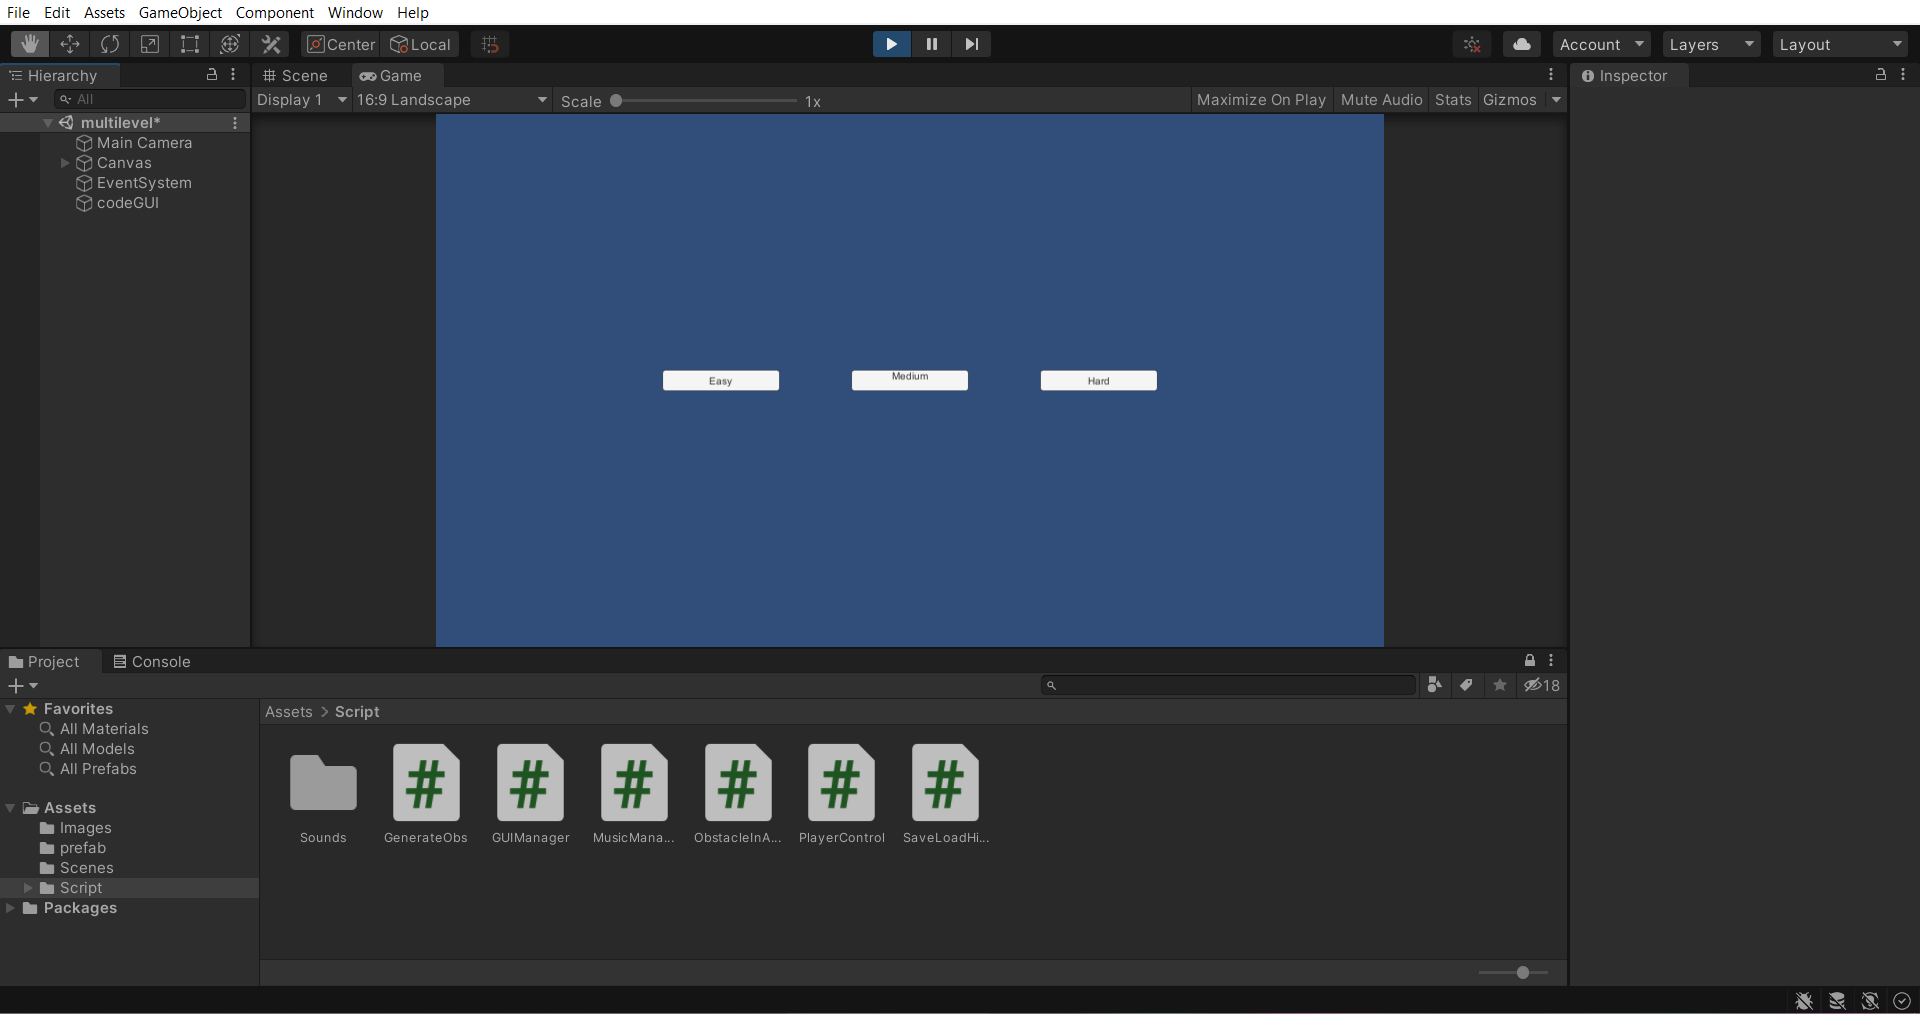 File Edit Assets GameObject Component Window Help
Center Local Account Layers Layout
Hierarchy Scene Game Inspector
All Display 1 16:9 Landscape Scale 1x Maximize On Play Mute Audio Stats Gizmos
multilevel*
Main Camera
Canvas
EventSystem
codeGUI
Easy Medium Hard
Project Console
18
Favorites
All Materials
All Models
All Prefabs
Assets
Images
prefab
Scenes
Script
Packages
Assets > Script
Sounds GenerateObs GUIManager MusicMana... ObstacleInA... PlayerControl SaveLoadHi...